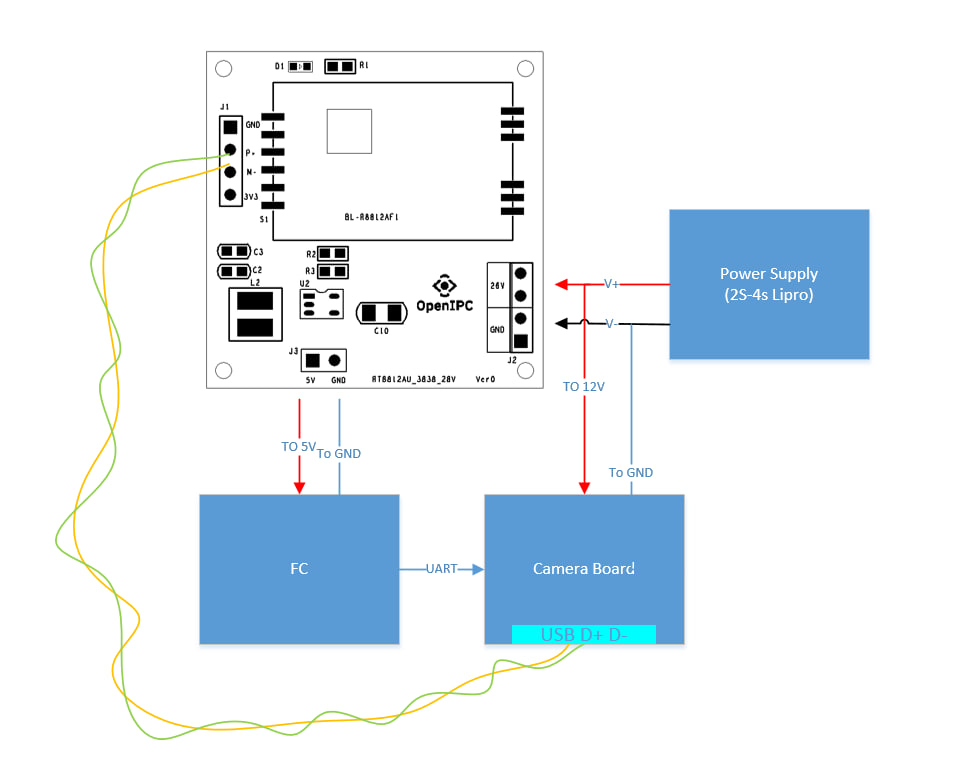 D1
R1
J1
GND
P+
M-
3V3
S1
BL-R8812AF1
C3
R2
C2
R3
L2
U2
26V
OpenIPC
C10
GND
J3
J2
5V
GND
RT8812AU_3838_28V
Ver0
Power Supply
(2S-4s Lipro)
V+
V-
TO 12V
TO 5V
To GND
To GND
FC
UART
Camera Board
USB D+ D-